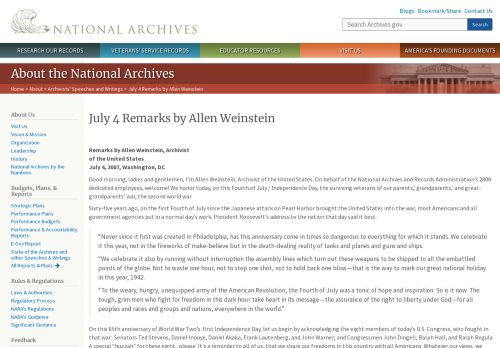 Blogs · Bookmark/Share · Contact Us
NATIONAL ARCHIVES
Search Archives.gov
Search
RESEARCH OUR RECORDS
VETERANS' SERVICE RECORDS
EDUCATOR RESOURCES
VISIT US
AMERICA'S FOUNDING DOCUMENTS
About the National Archives
Home > About > Archivists' Speeches and Writings > July 4 Remarks by Allen Weinstein
About Us
Visit Us
Vision & Mission
Organization
Leadership
History
National Archives by the
Numbers
Budgets, Plans, &
Reports
Strategic Plans
Performance Plans
Performance Budgets
Performance & Accountability
Reports
E-Gov Report
State of the Archives and
other Speeches & Writings
All Reports & Plans
Rules & Regulations
Laws & Authorities
Regulatory Process
NARA's Regulations
NARA's Guidance
Significant Guidance
Feedback
July 4 Remarks by Allen Weinstein
Remarks by Allen Weinstein, Archivist
of the United States
July 4, 2007, Washington, DC
Good morning, ladies and gentlemen, I'm Allen Weinstein, Archivist of the United States. On behalf of the National Archives and Records Administration's 2800
dedicated employees, welcome! We honor today, on this Fourth of July / Independence Day, the surviving veterans of our parents,' grandparents,' and great-
grandparents' war, the second world war.
Sixty-five years ago, on the first Fourth of July since the Japanese attack on Pearl Harbor brought the United States into the war, most Americans and all
government agencies put in a normal day's work. President Roosevelt's address to the nation that day said it best:
"Never since it first was created in Philadelphia, has this anniversary come in times so dangerous to everything for which it stands. We celebrate
it this year, not in the fireworks of make-believe but in the death-dealing reality of tanks and planes and guns and ships.
"We celebrate it also by running without interruption the assembly lines which turn out these weapons to be shipped to all the embattled
points of the globe. Not to waste one hour, not to stop one shot, not to hold back one blow—that is the way to mark our great national holiday
in this year, 1942.
"To the weary, hungry, unequipped army of the American Revolution, the Fourth of July was a tonic of hope and inspiration. So is it now. The
tough, grim men who fight for freedom in this dark hour take heart in its message—the assurance of the right to liberty under God—for all
peoples and races and groups and nations, everywhere in the world."
On this 65th anniversary of World War Two's first Independence Day, let us begin by acknowledging the eight members of today's U.S. Congress, who fought in
that war: Senators Ted Stevens, Daniel Inouye, Daniel Akaka, Frank Lautenberg, and John Warner; and Congressmen John Dingell, Ralph Hall, and Ralph Regula.
A special "huzzah" for these eight, please. It's a reminder to all of us, that we share our freedoms in this country with all Americans. Whatever our views, we